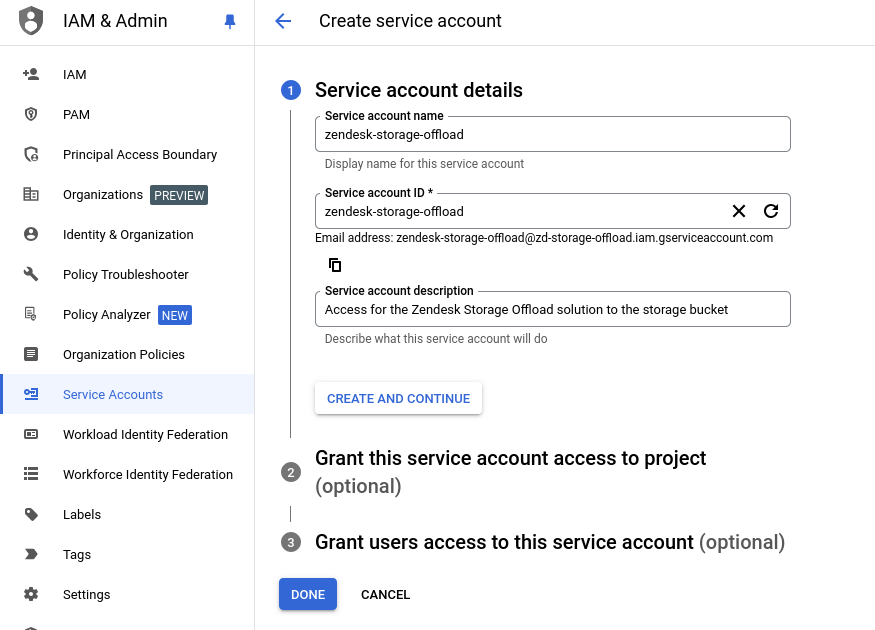 IAM & Admin
Create service account
IAM
PAM
Principal Access Boundary
Organizations PREVIEW
Identity & Organization
Policy Troubleshooter
Policy Analyzer NEW
Organization Policies
Service Accounts
Workload Identity Federation
Workforce Identity Federation
Labels
Tags
Settings
1 Service account details
Service account name
zendesk-storage-offload
Display name for this service account
Service account ID *
zendesk-storage-offload
Email address: zendesk-storage-offload@zd-storage-offload.iam.gserviceaccount.com
Service account description
Access for the Zendesk Storage Offload solution to the storage bucket
Describe what this service account will do
CREATE AND CONTINUE
2 Grant this service account access to project
(optional)
3 Grant users access to this service account (optional)
DONE CANCEL